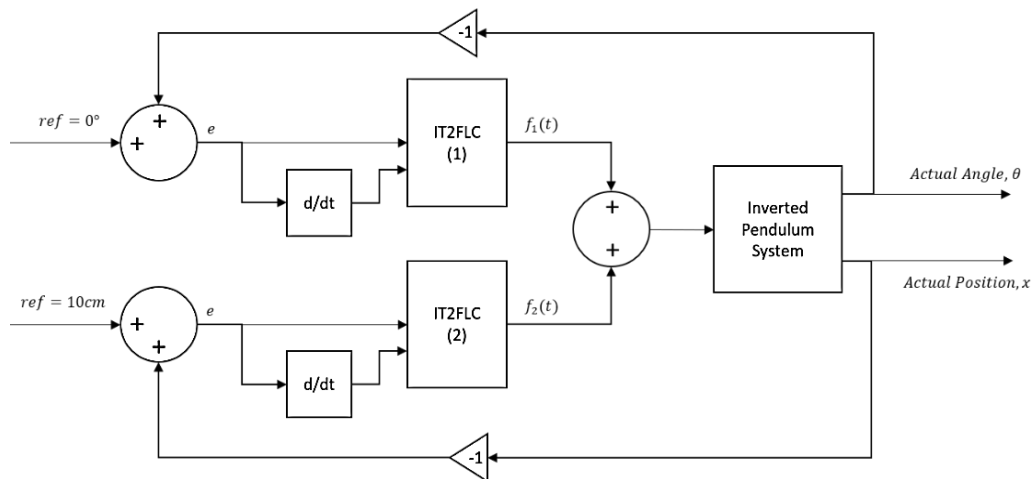 -1
ref = 0°
+
+
e
IT2FLC
(1)
f₁(t)
d/dt
+
+
Inverted
Pendulum
System
Actual Angle, θ
Actual Position, x
ref = 10cm
+
+
e
IT2FLC
(2)
f₂(t)
d/dt
-1